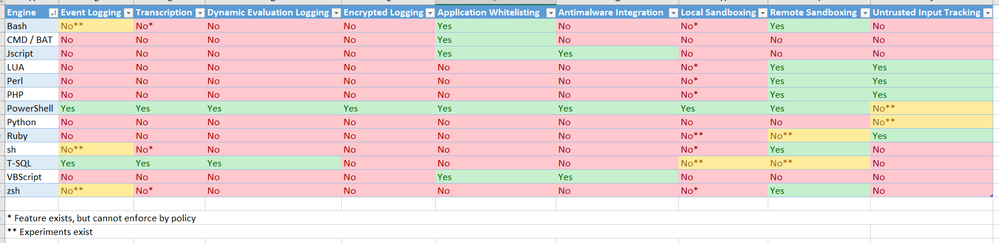 Engine Event Logging Transcription Dynamic Evaluation Logging Encrypted Logging Application Whitelisting Antimalware Integration Local Sandboxing Remote Sandboxing Untrusted Input Tracking
Bash No** No* No No Yes No No* Yes No
CMD / BAT No No No No Yes No No No No
Jscript No No No No Yes Yes No No No
LUA No No No No No No No* Yes Yes
Perl No No No No No No No* Yes Yes
PHP No No No No No No No* Yes Yes
PowerShell Yes Yes Yes Yes Yes Yes Yes Yes No**
Python No No No No No No No No No**
Ruby No No No No No No No** No** Yes
sh No** No* No No No No No* Yes No
T-SQL Yes Yes Yes No No No No** No** No
VBScript No No No No Yes Yes No No No
zsh No** No* No No No No No* Yes No
* Feature exists, but cannot enforce by policy
** Experiments exist